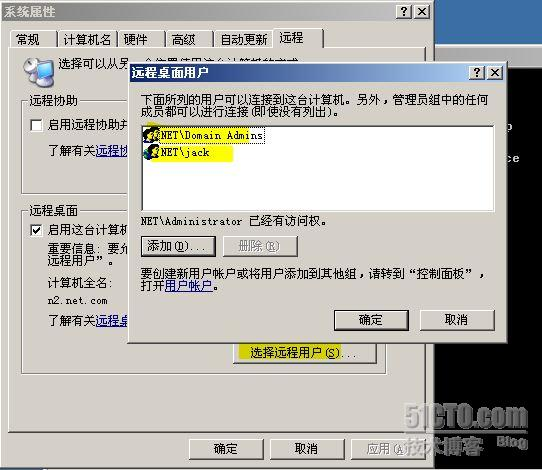 系统属性
常规 计算机名 硬件 高级 自动更新 远程
选择可以从另
远程协助
启用远程协助并
了解有关远程协
远程桌面
启用这台计算机
重要信息: 要允
远程用户”。
计算机全名:
n2.net.com
了解有关远程桌
选择远程用户(S)...
确定 取消 应用(A)
远程桌面用户
下面所列的用户可以连接到这台计算机。另外，管理员组中的任何
成员都可以进行连接(即使没有列出)。
NET\Domain Admins
NET\jack
NET\Administrator 已经有访问权。
添加(D)... 删除(R)
要创建新用户帐户或将用户添加到其他组，请转到“控制面板”，
打开用户帐户。
确定 取消
p
ce
51CTO.com
技术博客 Blog